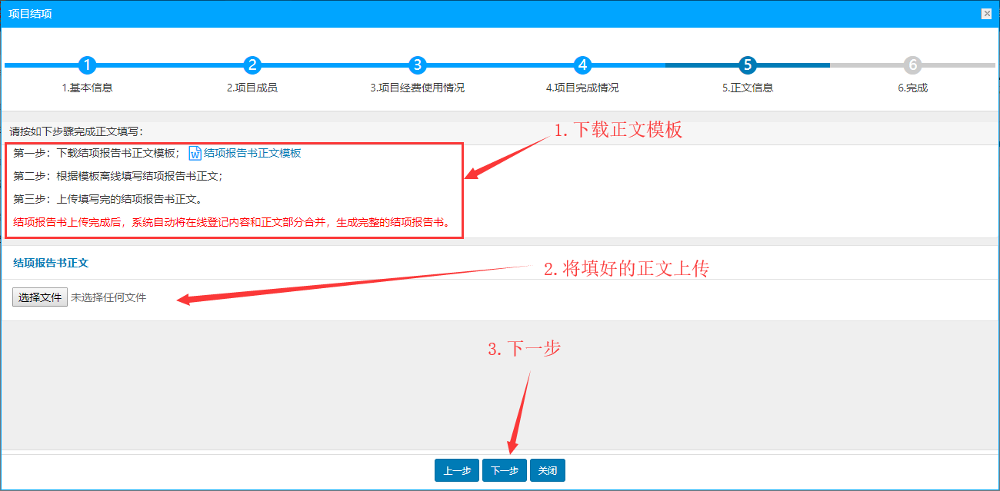 项目结项
1 2 3 4 5 6
1.基本信息 2.项目成员 3.项目经费使用情况 4.项目完成情况 5.正文信息 6.完成
请按如下步骤完成正文填写：
1.下载正文模板
第一步：下载结项报告书正文模板； W 结项报告书正文模板
第二步：根据模板离线填写结项报告书正文；
第三步：上传填写完的结项报告书正文。
结项报告书上传完成后，系统自动将在线登记内容和正文部分合并，生成完整的结项报告书。
结项报告书正文
2.将填好的正文上传
选择文件 未选择任何文件
3.下一步
上一步 下一步 关闭